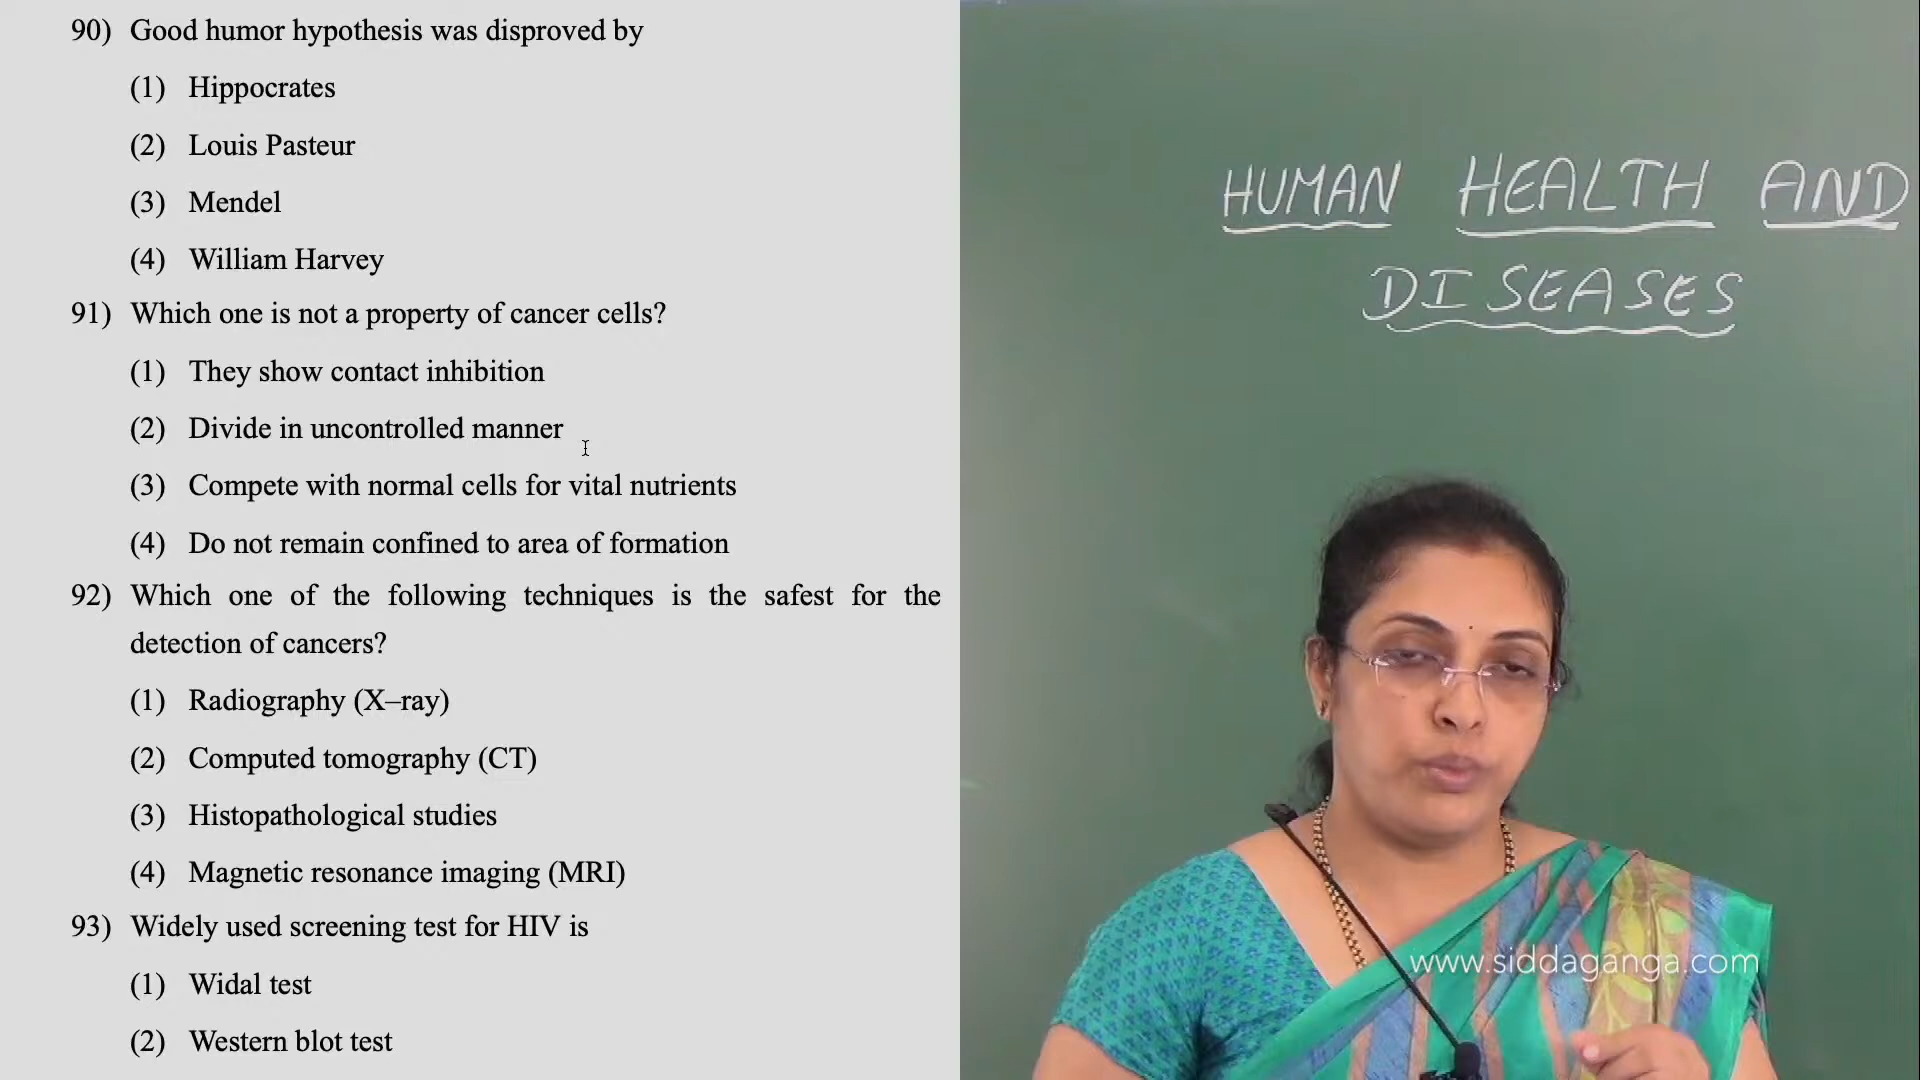 90) Good humor hypothesis was disproved by
(1) Hippocrates
(2) Louis Pasteur
(3) Mendel
(4) William Harvey
91) Which one is not a property of cancer cells?
(1) They show contact inhibition
(2) Divide in uncontrolled manner
(3) Compete with normal cells for vital nutrients
(4) Do not remain confined to area of formation
92) Which one of the following techniques is the safest for the
detection of cancers?
(1) Radiography (X–ray)
(2) Computed tomography (CT)
(3) Histopathological studies
(4) Magnetic resonance imaging (MRI)
93) Widely used screening test for HIV is
(1) Widal test
(2) Western blot test
HUMAN HEALTH AND
DISEASES
www.siddaganga.com